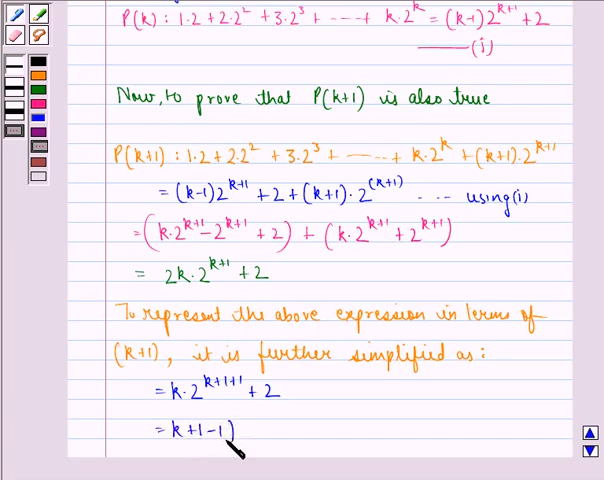 P(k) : 1·2 + 2·2² + 3·2³ + ------ + k·2^k = (k-1)2^{k+1} + 2
——— (i)
Now, to prove that P(k+1) is also true
P(k+1) : 1·2 + 2·2² + 3·2³ + ------ + k·2^k + (k+1)·2^{k+1}
= (k-1)2^{k+1} + 2 + (k+1)·2^{(k+1)} ---- using(i)
= (k·2^{k+1} - 2^{k+1} + 2) + (k·2^{k+1} + 2^{k+1})
= 2k·2^{k+1} + 2
To represent the above expression in terms of
(k+1), it is further simplified as:
= k·2^{k+1+1} + 2
= k+1-1)